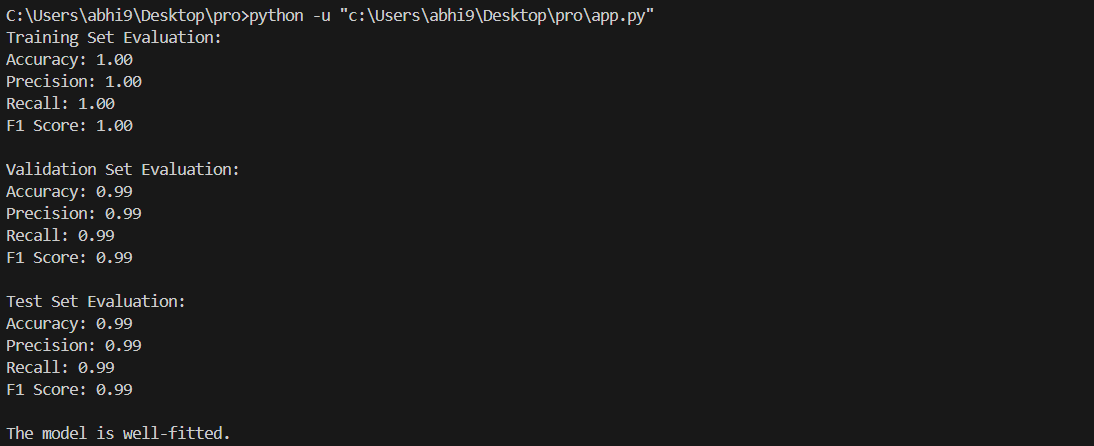 C:\Users\abhi9\Desktop\pro>python -u "c:\Users\abhi9\Desktop\pro\app.py"
Training Set Evaluation:
Accuracy: 1.00
Precision: 1.00
Recall: 1.00
F1 Score: 1.00
Validation Set Evaluation:
Accuracy: 0.99
Precision: 0.99
Recall: 0.99
F1 Score: 0.99
Test Set Evaluation:
Accuracy: 0.99
Precision: 0.99
Recall: 0.99
F1 Score: 0.99
The model is well-fitted.